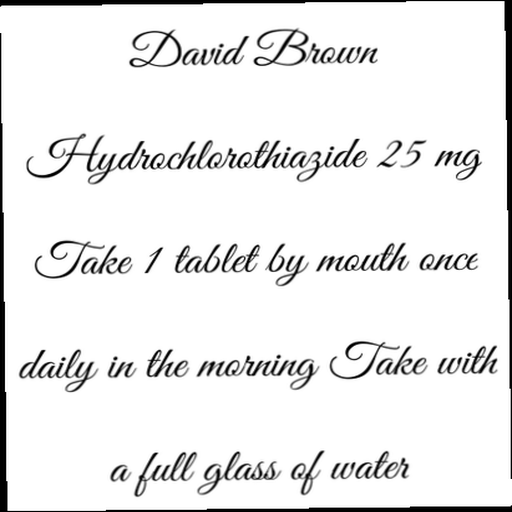 David Brown
Hydrochlorothiazide 25 mg
Take 1 tablet by mouth once
daily in the morning Take with
a full glass of water